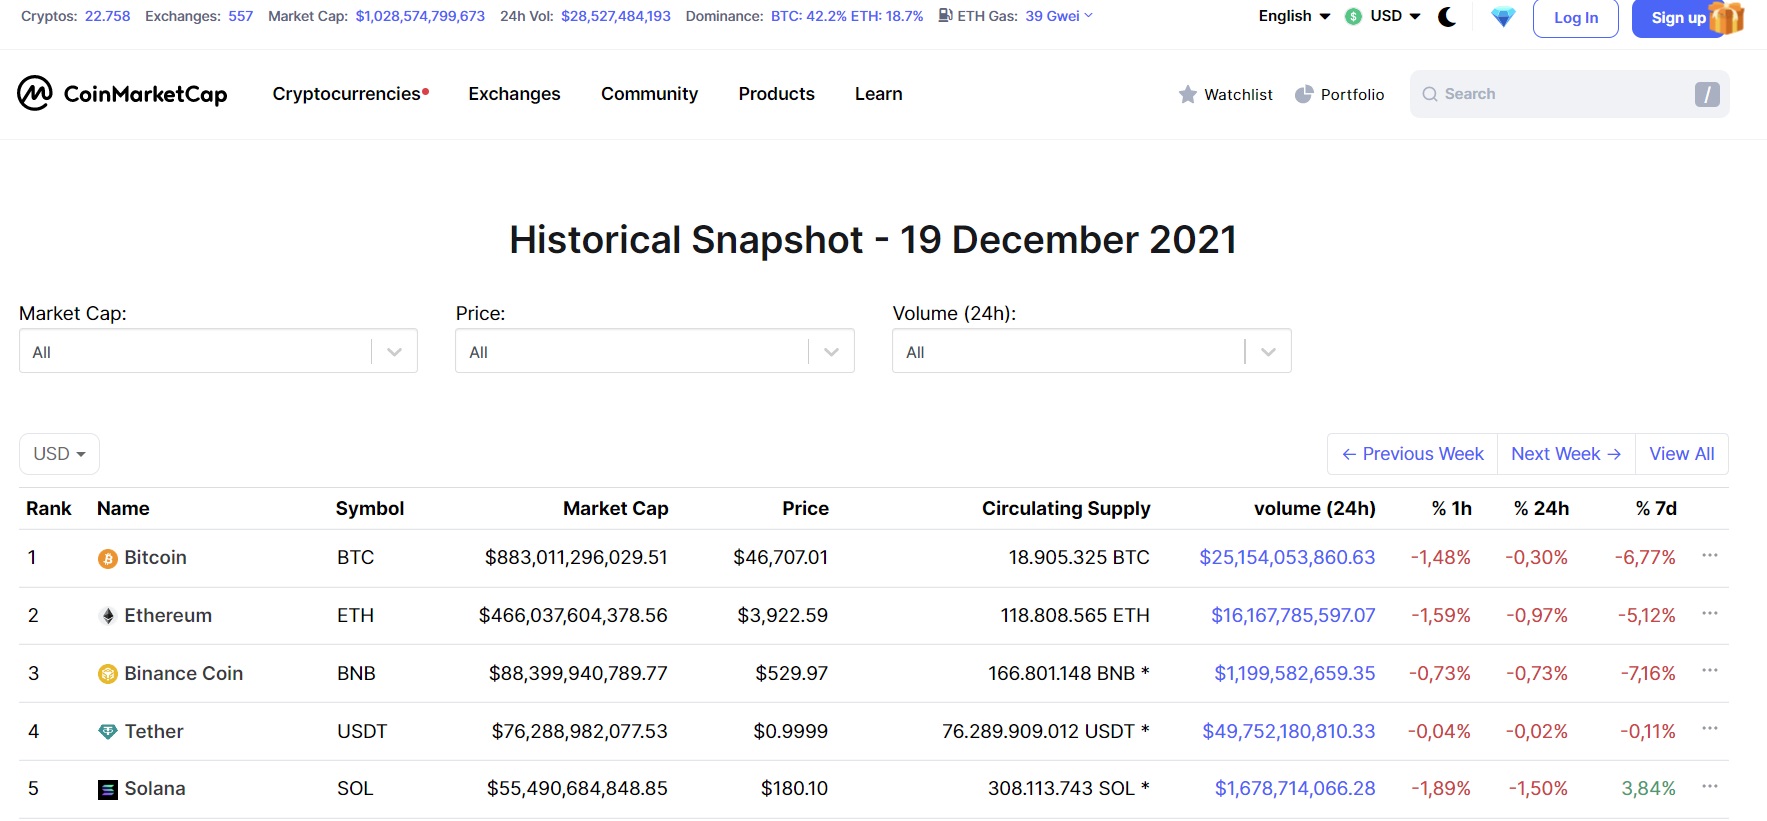 Cryptos: 22.758 Exchanges: 557 Market Cap: $1,028,574,799,673 24h Vol: $28,527,484,193 Dominance: BTC: 42.2% ETH: 18.7% ETH Gas: 39 Gwei English $ USD Log In Sign up
CoinMarketCap Cryptocurrencies Exchanges Community Products Learn Watchlist Portfolio Search /
Historical Snapshot - 19 December 2021
Market Cap: Price: Volume (24h):
All All All
USD ← Previous Week Next Week → View All
Rank Name Symbol Market Cap Price Circulating Supply volume (24h) % 1h % 24h % 7d
1 Bitcoin BTC $883,011,296,029.51 $46,707.01 18.905.325 BTC $25,154,053,860.63 -1,48% -0,30% -6,77% ...
2 Ethereum ETH $466,037,604,378.56 $3,922.59 118.808.565 ETH $16,167,785,597.07 -1,59% -0,97% -5,12% ...
3 Binance Coin BNB $88,399,940,789.77 $529.97 166.801.148 BNB * $1,199,582,659.35 -0,73% -0,73% -7,16% ...
4 Tether USDT $76,288,982,077.53 $0.9999 76.289.909.012 USDT * $49,752,180,810.33 -0,04% -0,02% -0,11% ...
5 Solana SOL $55,490,684,848.85 $180.10 308.113.743 SOL * $1,678,714,066.28 -1,89% -1,50% 3,84% ...